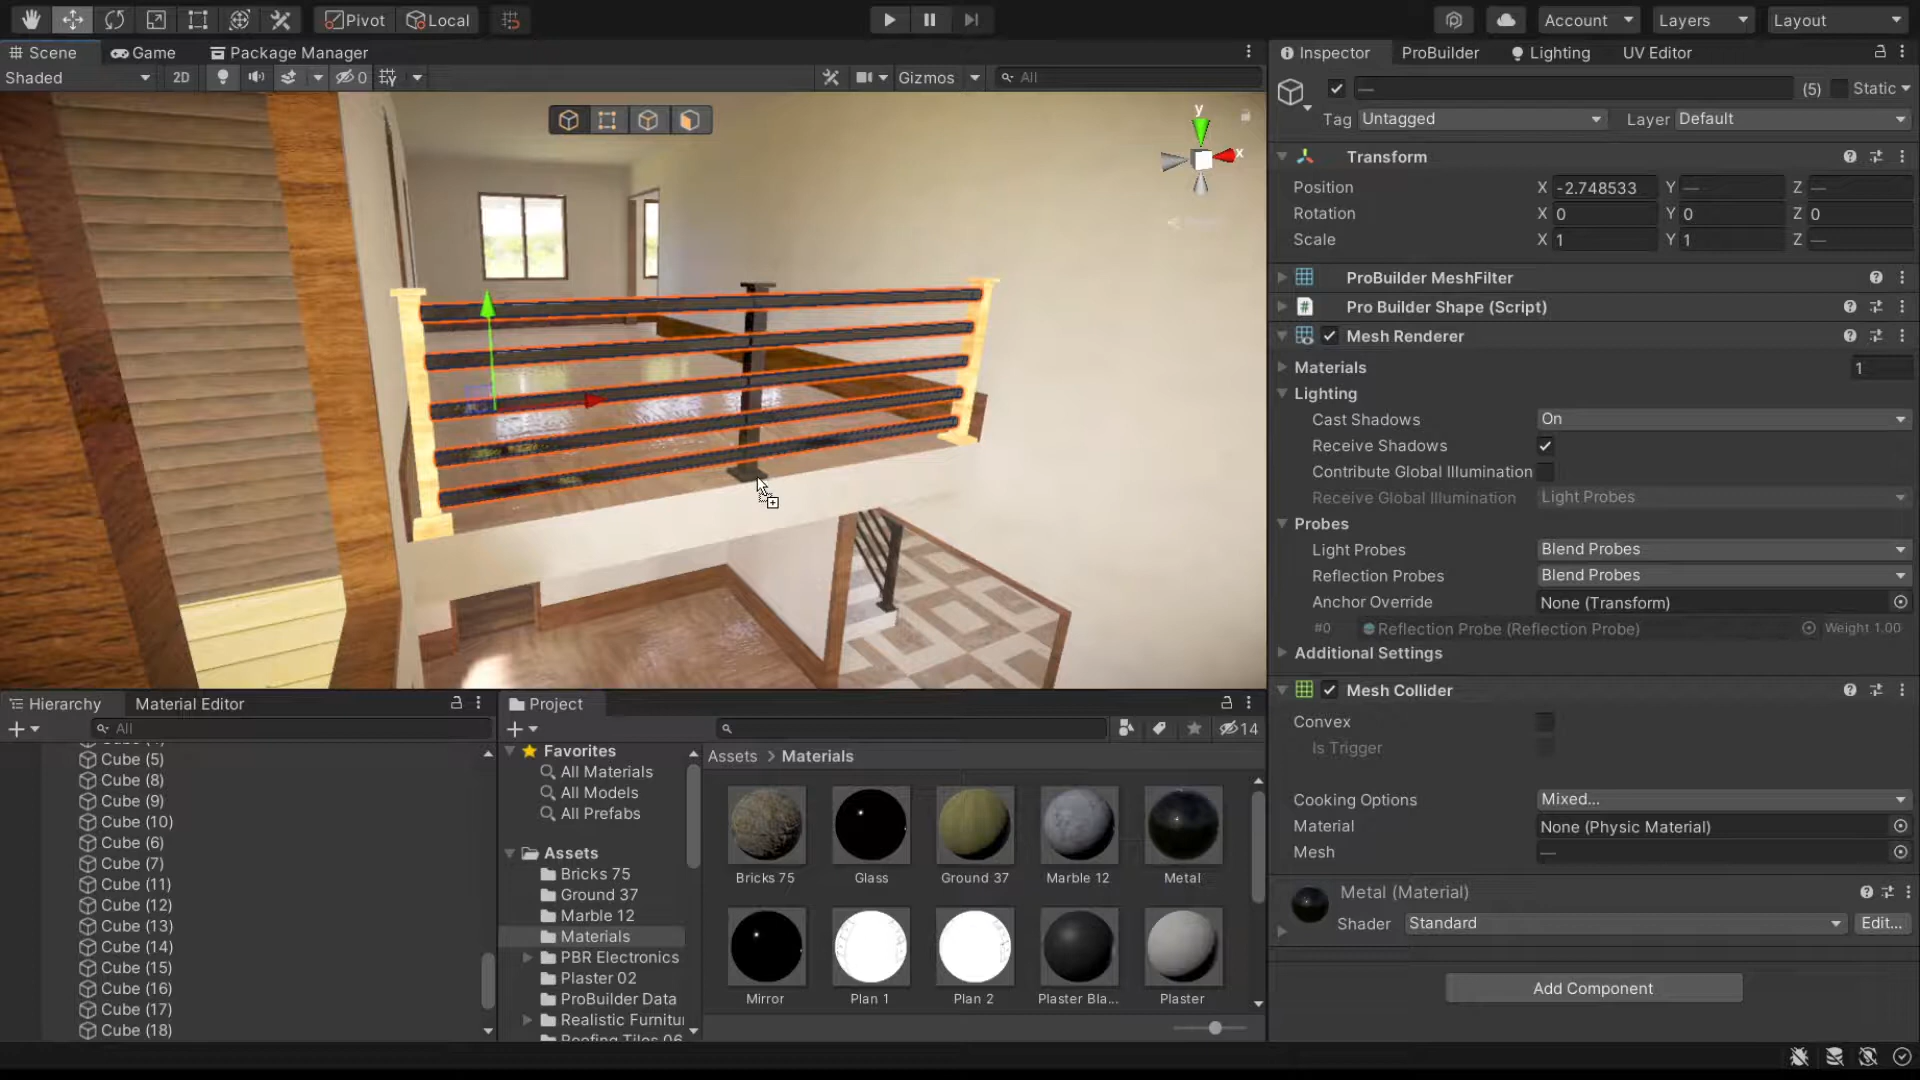 Pivot
Local
Account
Layers
Layout
Scene
Game
Package Manager
Shaded
2D
0
Gizmos
All
y
x
Inspector
ProBuilder
Lighting
UV Editor
—
(5)
Static
Tag
Untagged
Layer
Default
Transform
Position
X -2.748533 Y — Z —
Rotation
X 0 Y 0 Z 0
Scale
X 1 Y 1 Z —
ProBuilder MeshFilter
Pro Builder Shape (Script)
Mesh Renderer
Materials
1
Lighting
Cast Shadows
On
Receive Shadows
Contribute Global Illumination
Receive Global Illumination
Light Probes
Probes
Light Probes
Blend Probes
Reflection Probes
Blend Probes
Anchor Override
None (Transform)
#0 Reflection Probe (Reflection Probe) Weight 1.00
Additional Settings
Mesh Collider
Convex
Is Trigger
Cooking Options
Mixed...
Material
None (Physic Material)
Mesh
—
Metal (Material)
Shader
Standard
Edit...
Add Component
Hierarchy
Material Editor
All
Cube (5)
Cube (8)
Cube (9)
Cube (10)
Cube (6)
Cube (7)
Cube (11)
Cube (12)
Cube (13)
Cube (14)
Cube (15)
Cube (16)
Cube (17)
Cube (18)
Project
14
Favorites
All Materials
All Models
All Prefabs
Assets
Bricks 75
Ground 37
Marble 12
Materials
PBR Electronics
Plaster 02
ProBuilder Data
Realistic Furnitu
Assets > Materials
Bricks 75
Glass
Ground 37
Marble 12
Metal
Mirror
Plan 1
Plan 2
Plaster Bla...
Plaster